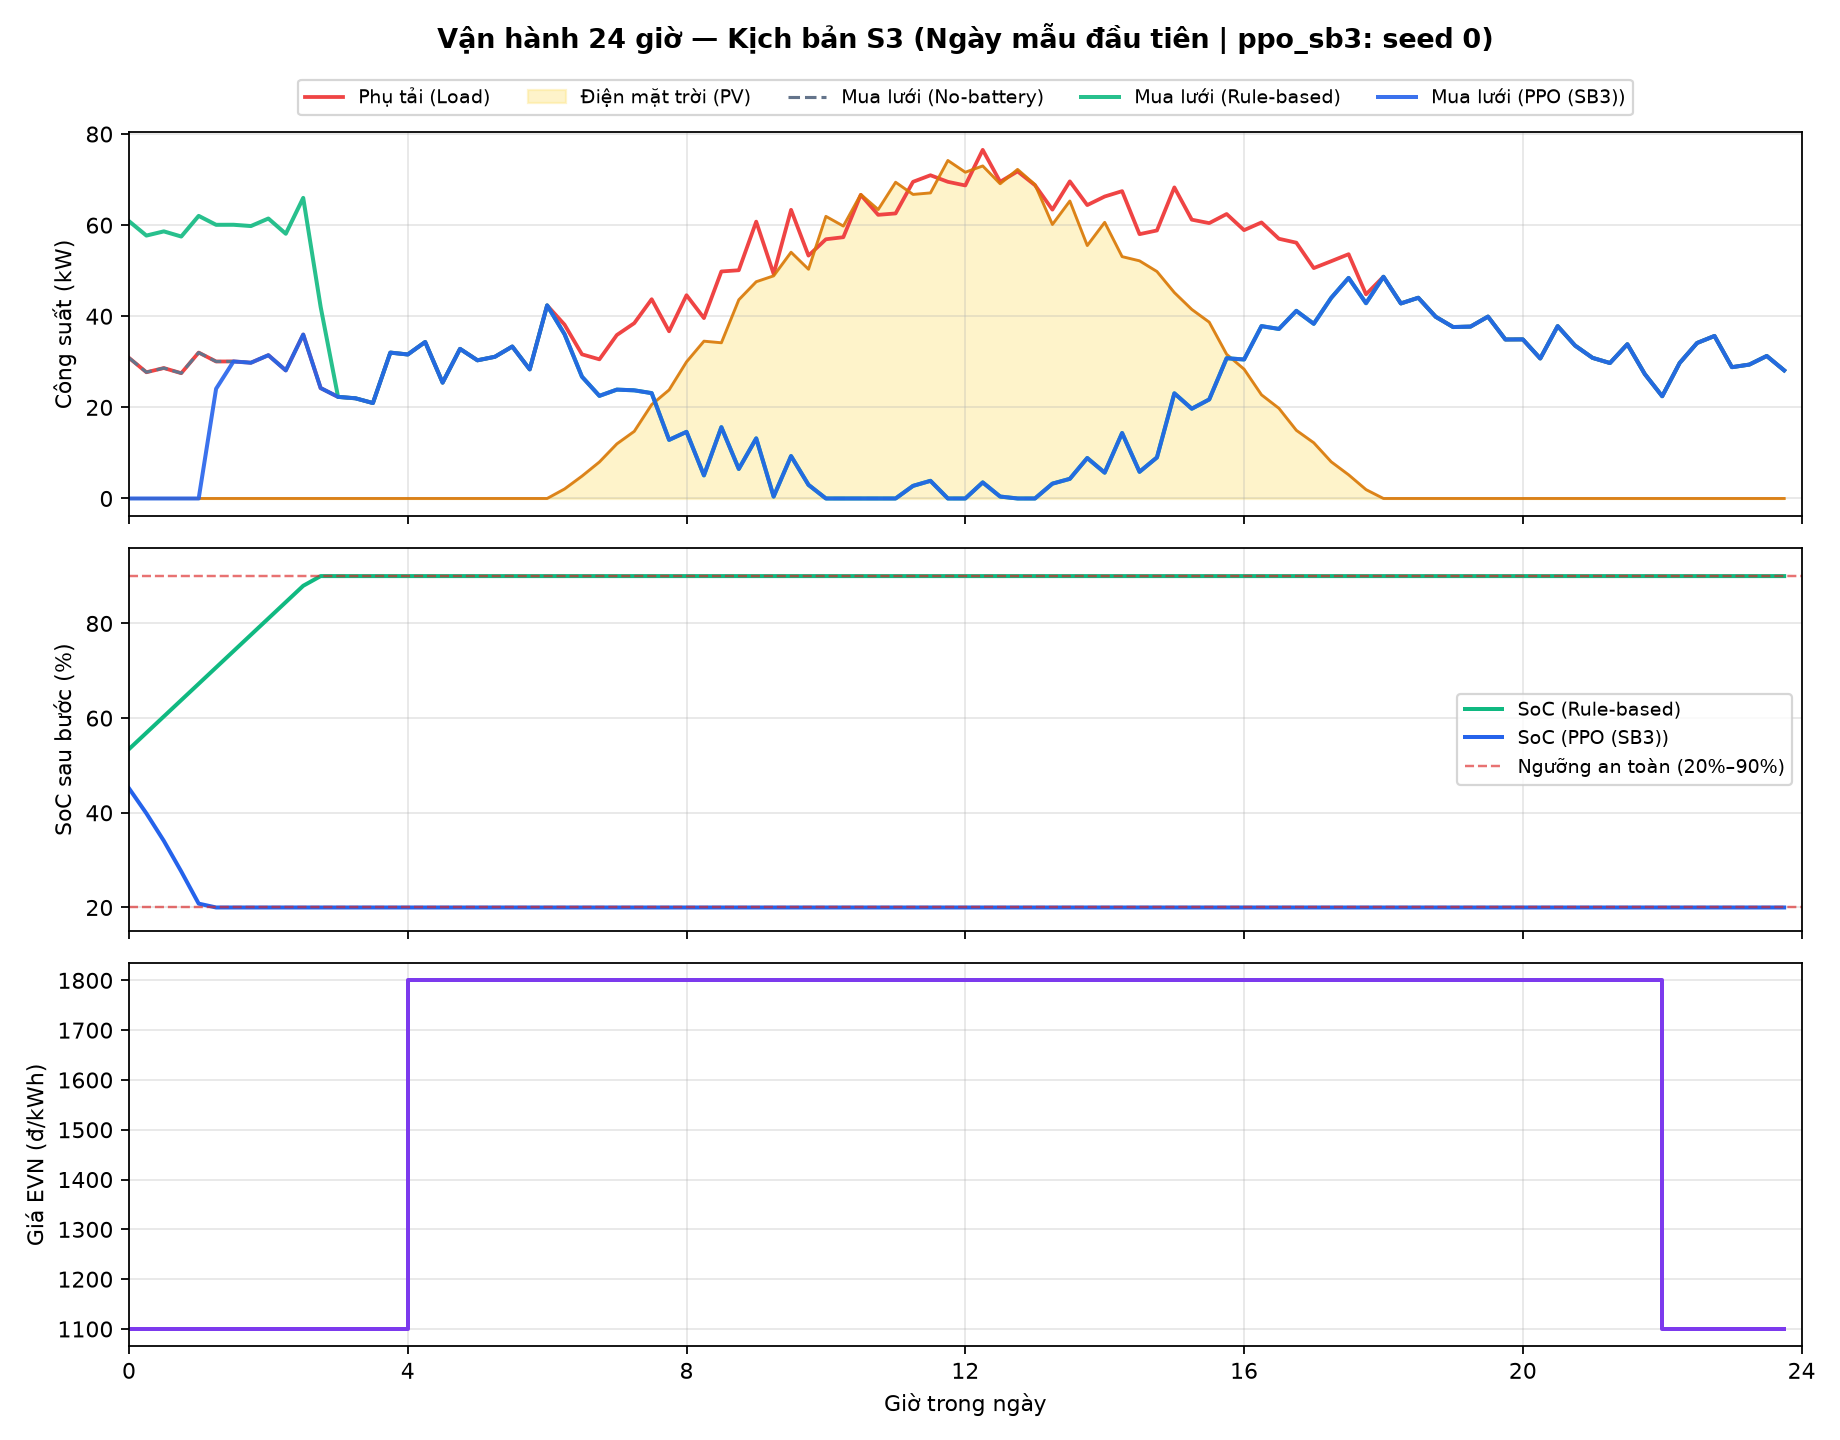 Vận hành 24 giờ — Kịch bản S3 (Ngày mẫu đầu tiên | ppo_sb3: seed 0)
Phụ tải (Load) Điện mặt trời (PV) Mua lưới (No-battery) Mua lưới (Rule-based) Mua lưới (PPO (SB3))
Công suất (kW)
80
60
40
20
0
SoC sau bước (%)
80
60
40
20
SoC (Rule-based)
SoC (PPO (SB3))
Ngưỡng an toàn (20%–90%)
Giá EVN (đ/kWh)
1800
1700
1600
1500
1400
1300
1200
1100
0 4 8 12 16 20 24
Giờ trong ngày